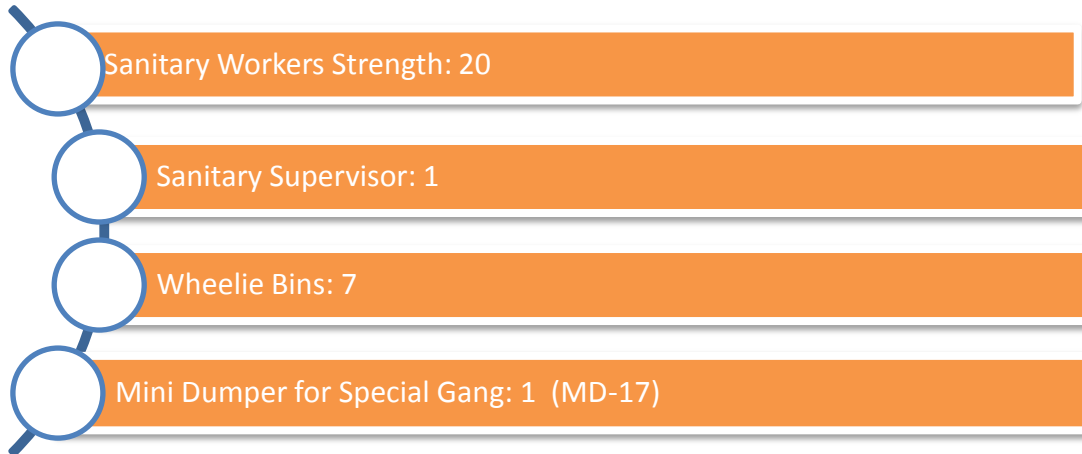 Sanitary Workers Strength: 20
Sanitary Supervisor: 1
Wheelie Bins: 7
Mini Dumper for Special Gang: 1 (MD-17)